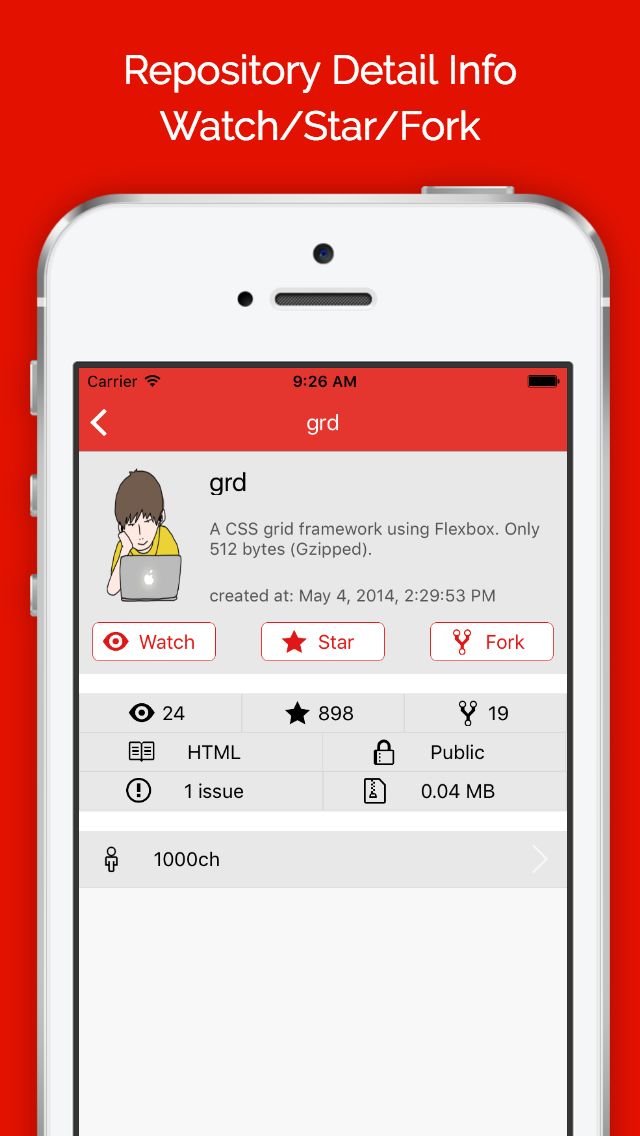 Repository Detail Info
Watch/Star/Fork
Carrier 9:26 AM
grd
grd
A CSS grid framework using Flexbox. Only
512 bytes (Gzipped).
created at: May 4, 2014, 2:29:53 PM
Watch Star Fork
24 898 19
HTML Public
1 issue 0.04 MB
1000ch